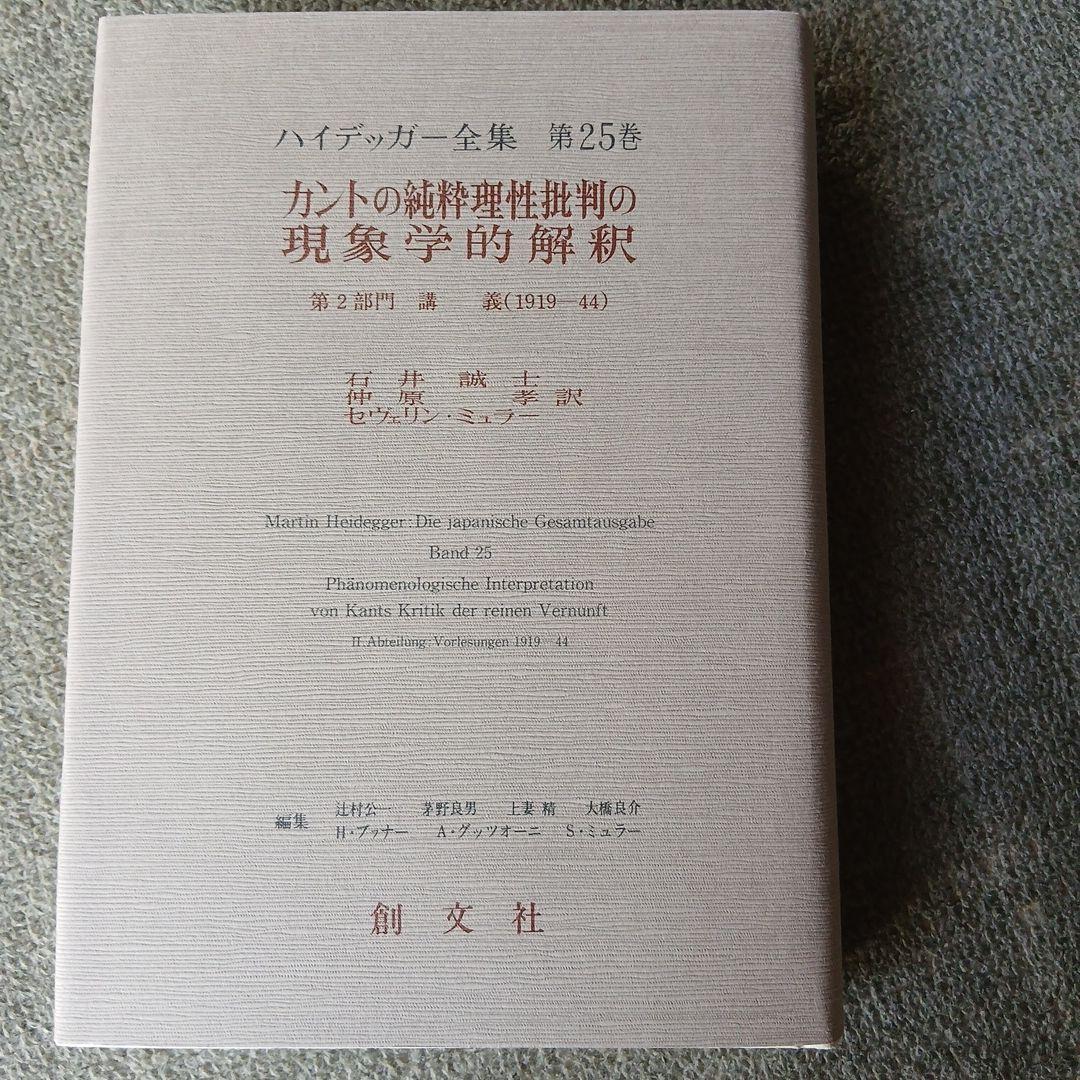 ハイデッガー全集 第25巻
カントの純粋理性批判の
現象学的解釈
第2部門 講 義(1919—44)
石井誠士
仲原 孝 訳
セヴェリン・ミュラー
Martin Heidegger: Die japanische Gesamtausgabe
Band 25
Phänomenologische Interpretation
von Kants Kritik der reinen Vernunft
II. Abteilung: Vorlesungen 1919—44
編集 辻村公一 茅野良男 上妻 精 大橋良介
H・ブッナー A・グッツオーニ S・ミュラー
創文社